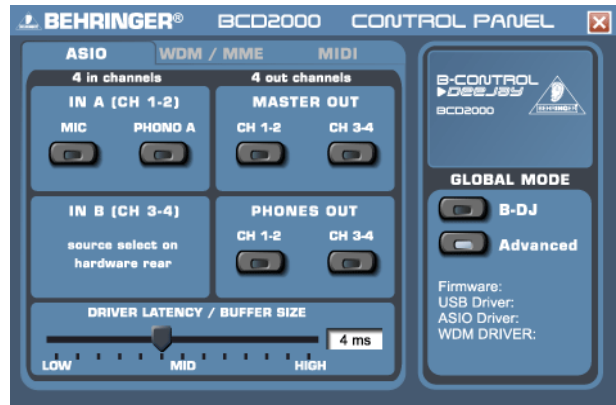 BEHRINGER® BCD2000 CONTROL PANEL
ASIO WDM / MME MIDI
4 in channels 4 out channels
IN A (CH 1-2) MASTER OUT
MIC PHONO A CH 1-2 CH 3-4
IN B (CH 3-4) PHONES OUT
source select on
hardware rear
CH 1-2 CH 3-4
DRIVER LATENCY / BUFFER SIZE
4 ms
LOW MID HIGH
B-CONTROL
DEEJAY
BCD2000
BEHRINGER
GLOBAL MODE
B-DJ
Advanced
Firmware:
USB Driver:
ASIO Driver:
WDM DRIVER: